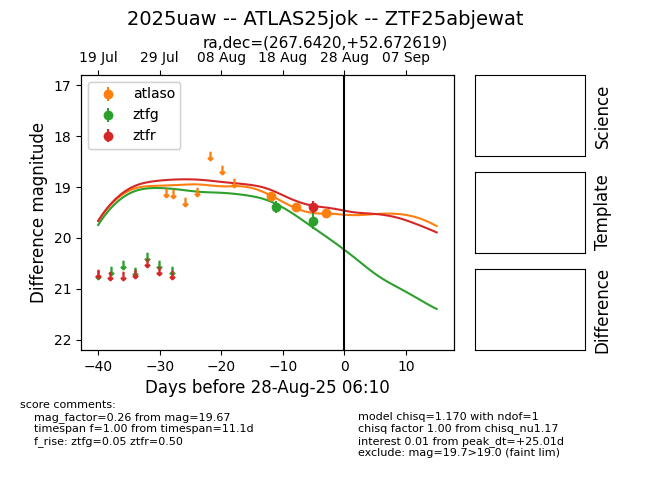 2025uaw -- ATLAS25jok -- ZTF25abjewat
ra,dec=(267.6420,+52.672619)
19 Jul 29 Jul 08 Aug 18 Aug 28 Aug 07 Sep
17
18
19
20
21
22
Difference magnitude
atlaso
ztfg
ztfr
−40 −30 −20 −10 0 10
Days before 28-Aug-25 06:10
Science
Template
Difference
score comments:
mag_factor=0.26 from mag=19.67
timespan f=1.00 from timespan=11.1d
f_rise: ztfg=0.05 ztfr=0.50
model chisq=1.170 with ndof=1
chisq factor 1.00 from chisq_nu1.17
interest 0.01 from peak_dt=+25.01d
exclude: mag=19.7>19.0 (faint lim)